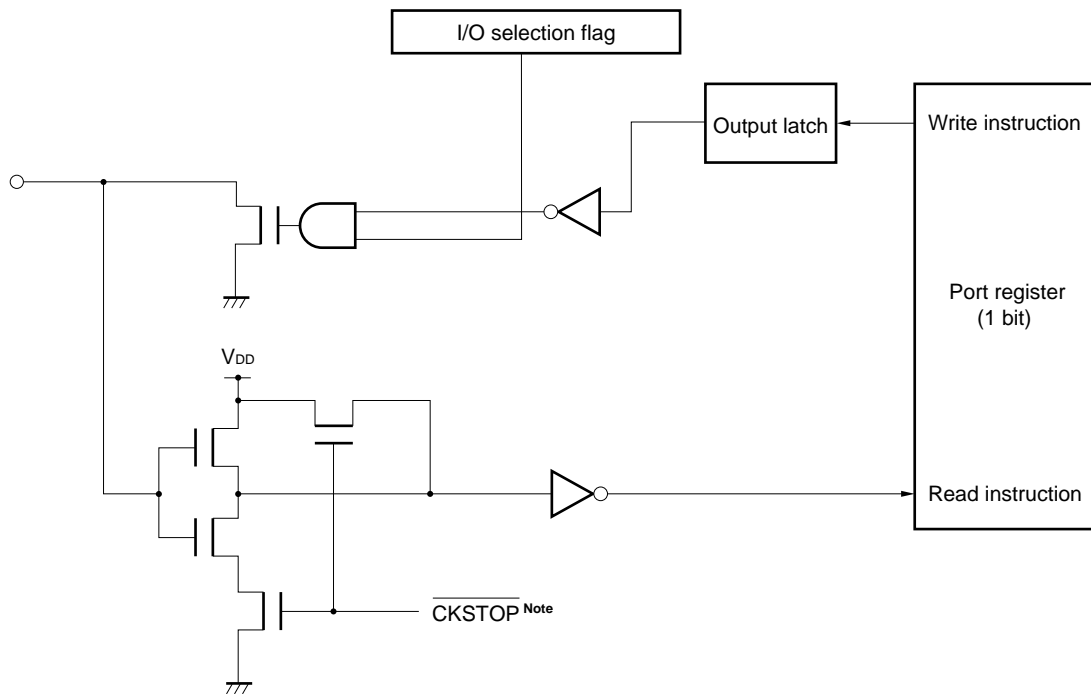 I/O selection flag
Output latch
Write instruction
Port register
(1 bit)
VDD
Read instruction
CKSTOP Note